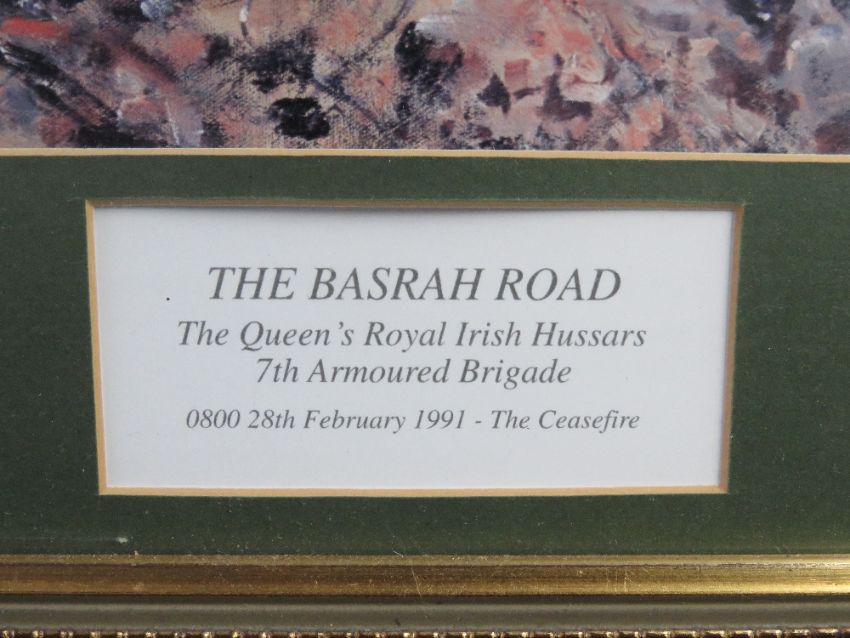 THE BASRAH ROAD
The Queen's Royal Irish Hussars
7th Armoured Brigade
0800 28th February 1991 - The Ceasefire